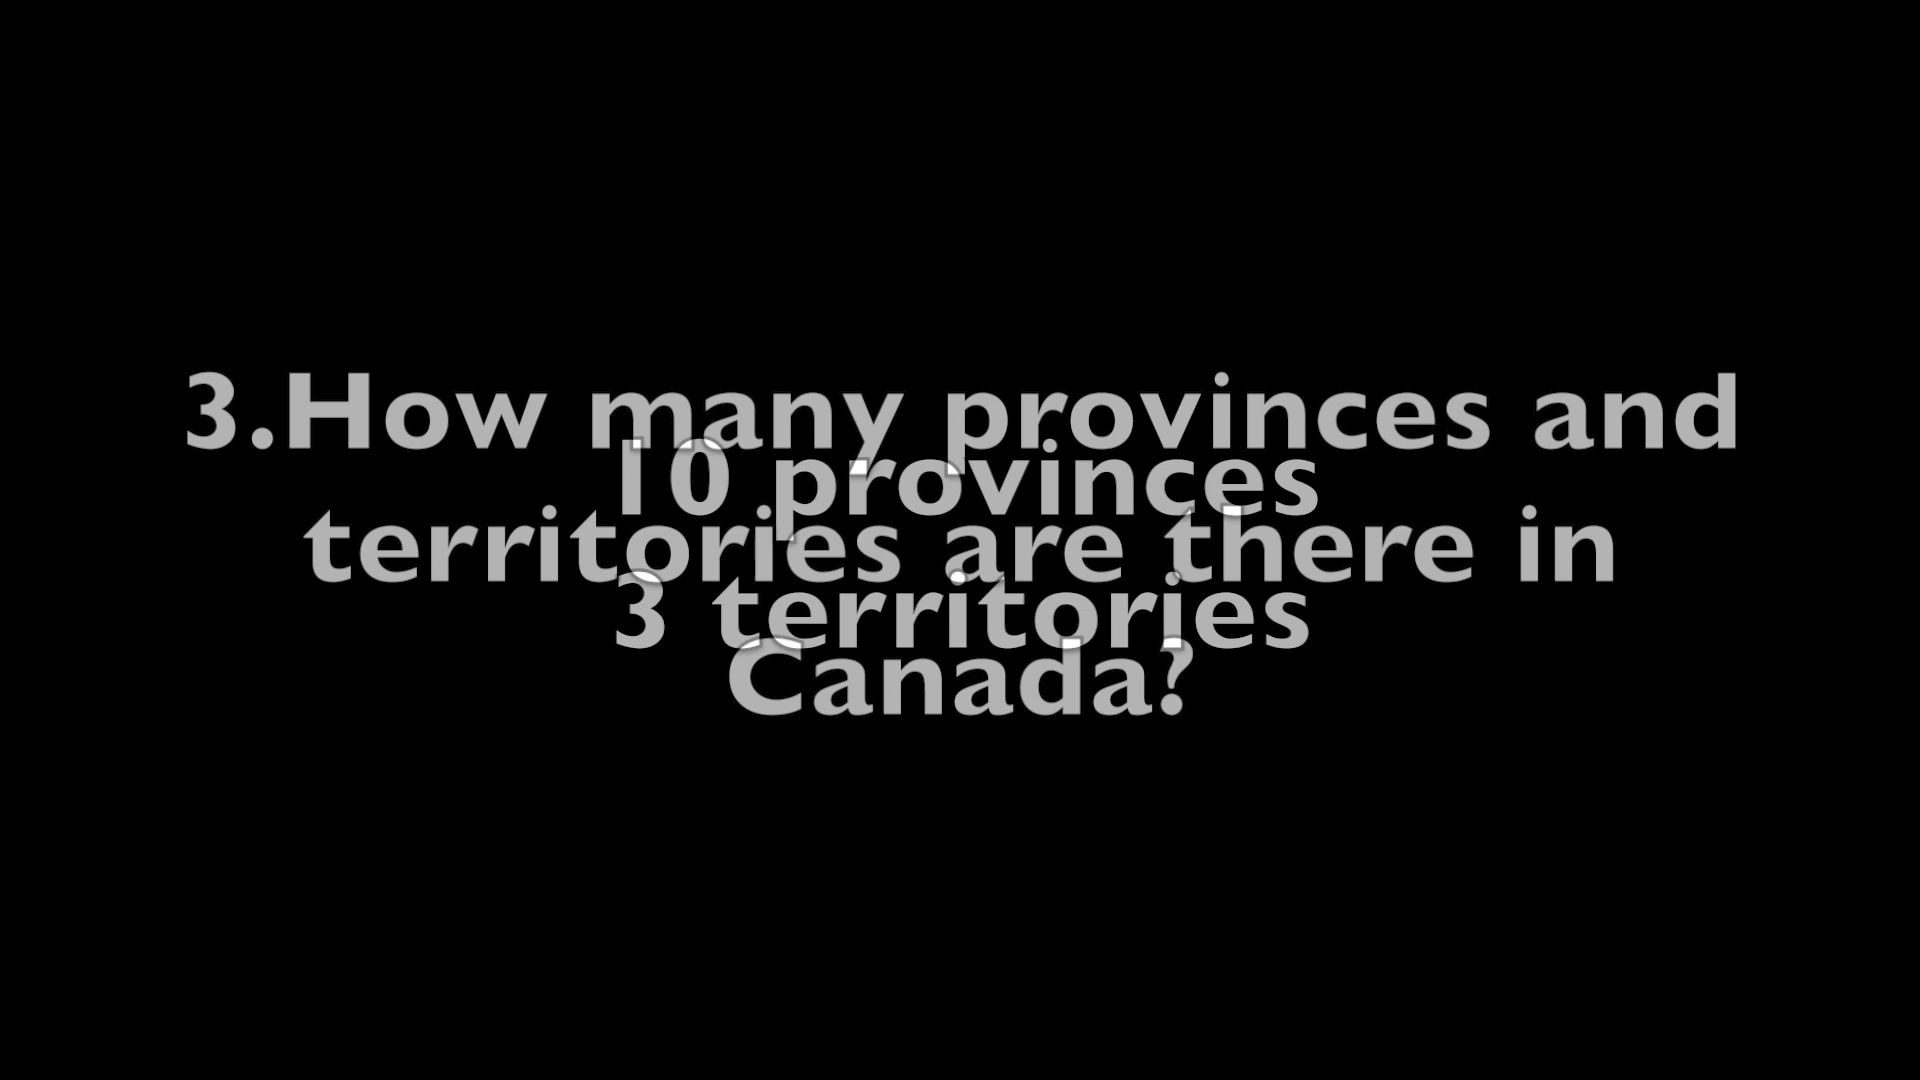 3.How many provinces and
10 provinces
territories are there in
3 territories
Canada?